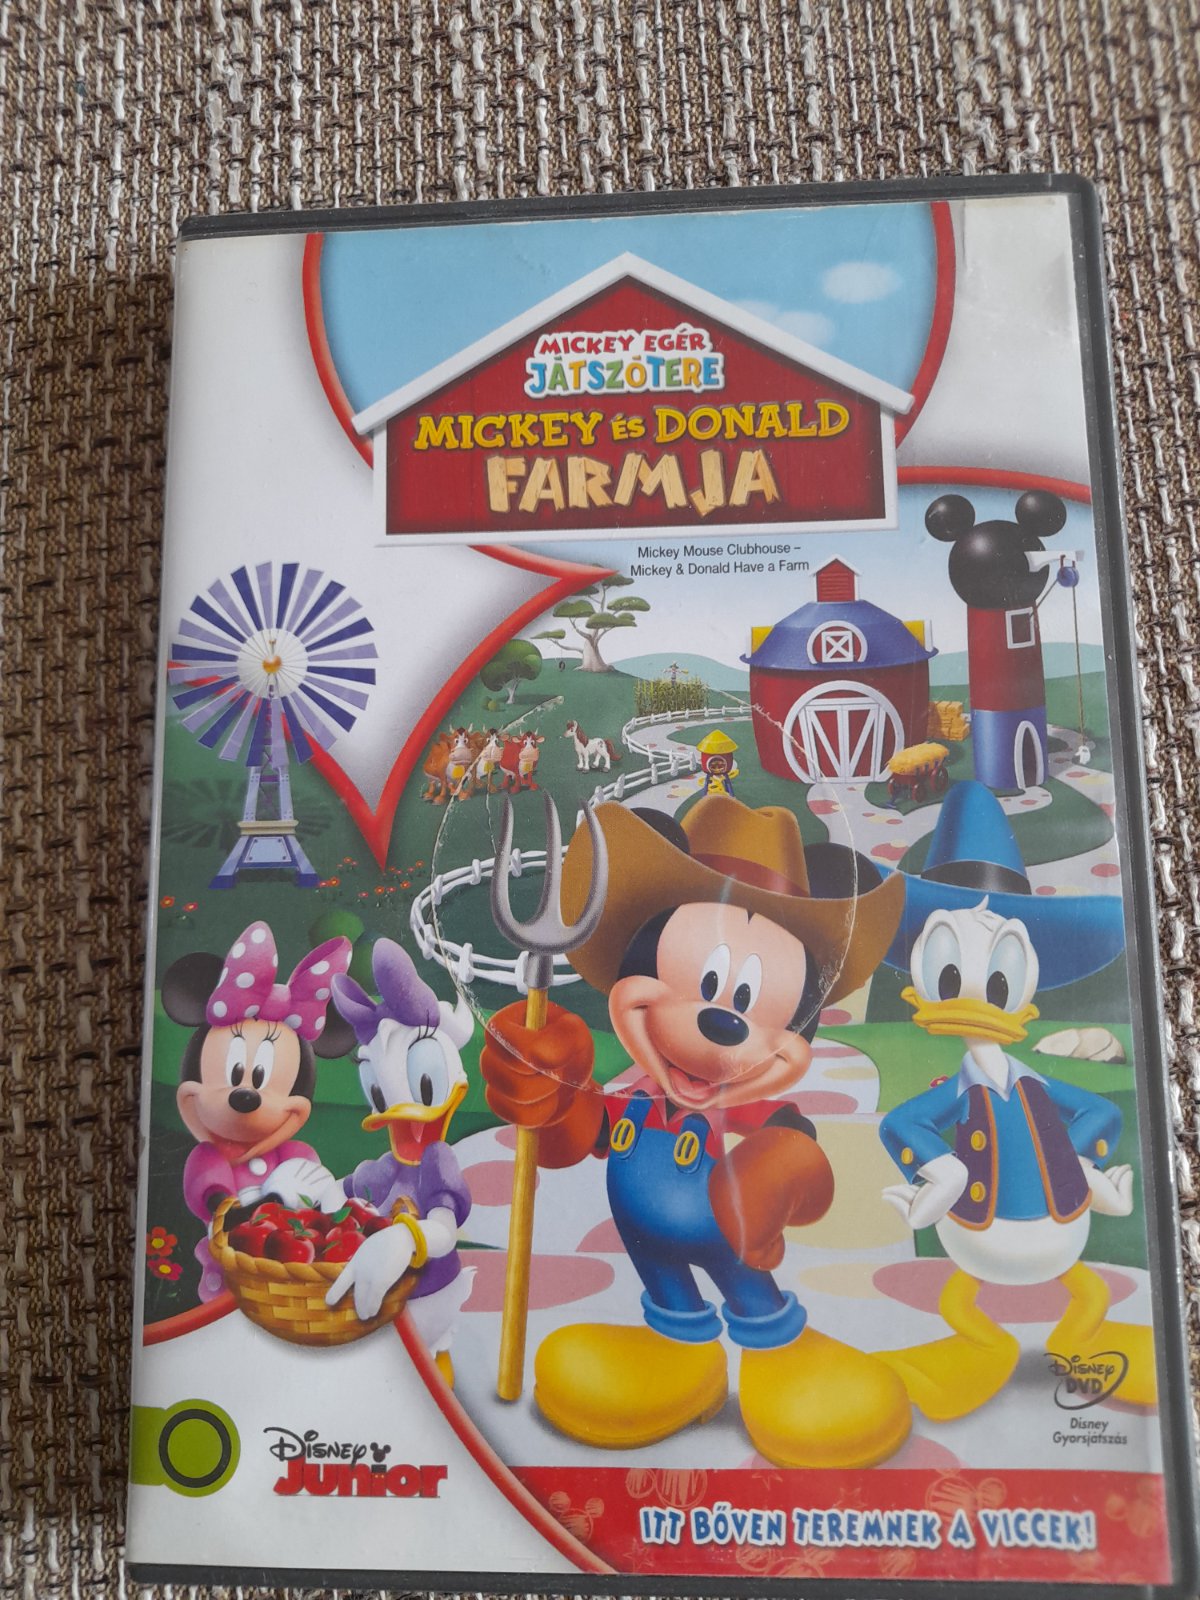 MICKEY EGÉR
JÁTSZÓTERE
MICKEY ÉS DONALD
FARMJA
Mickey Mouse Clubhouse –
Mickey & Donald Have a Farm
Disney
DVD
Disney
Gyorsjátszás
Disney
Junior
ITT BŐVEN TEREMNEK A VICCEK!